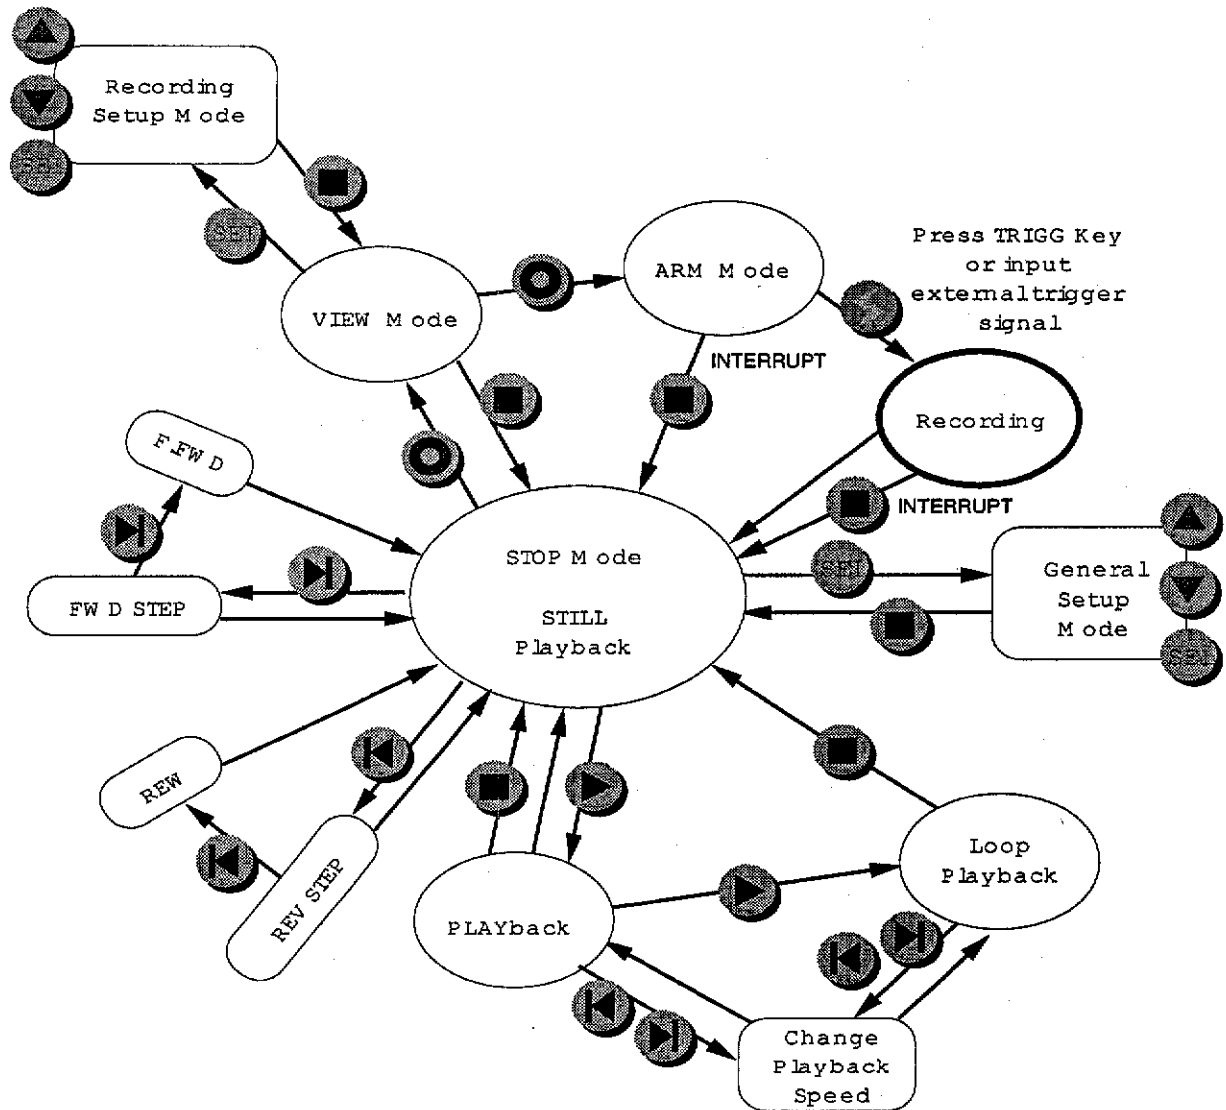 Recording
Setup Mode
SET
VIEW Mode
ARM Mode
INTERRUPT
Press TRIGG Key
or input
external trigger
signal
Recording
INTERRUPT
F.FWD
FWD STEP
STOP Mode
STILL
Playback
SET
General
Setup
Mode
REW
REV STEP
PLAYback
Loop
Playback
Change
Playback
Speed